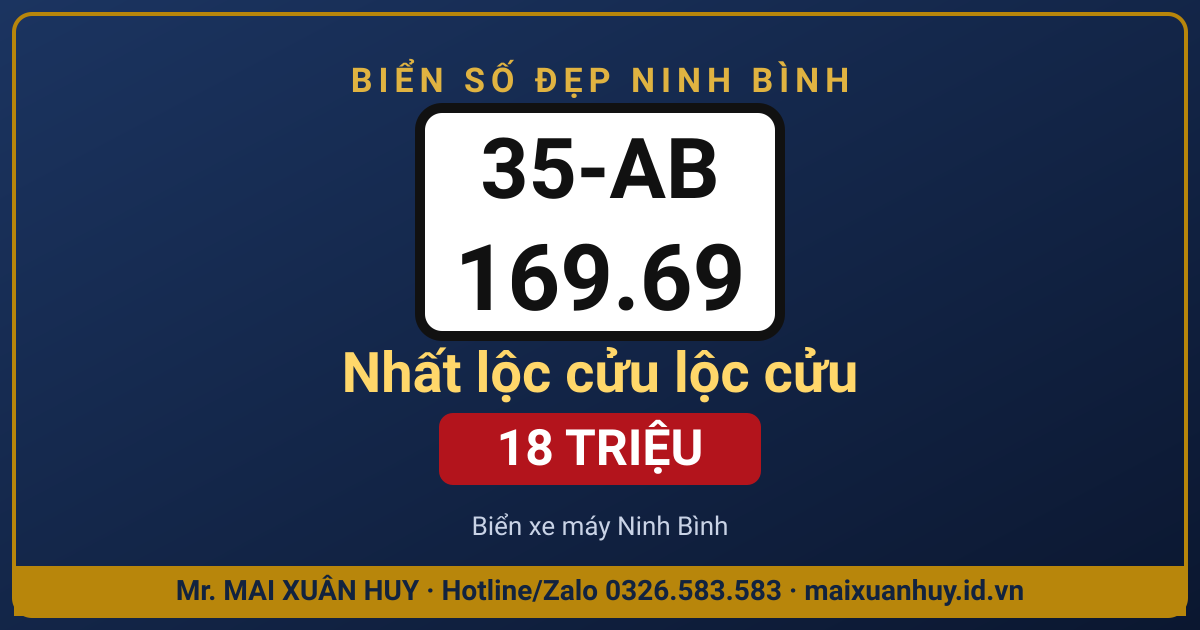 BIỂN SỐ ĐẸP NINH BÌNH
35-AB
169.69
Nhất lộc cửu lộc cửu
18 TRIỆU
Biển xe máy Ninh Bình
Mr. MAI XUÂN HUY · Hotline/Zalo 0326.583.583 · maixuanhuy.id.vn